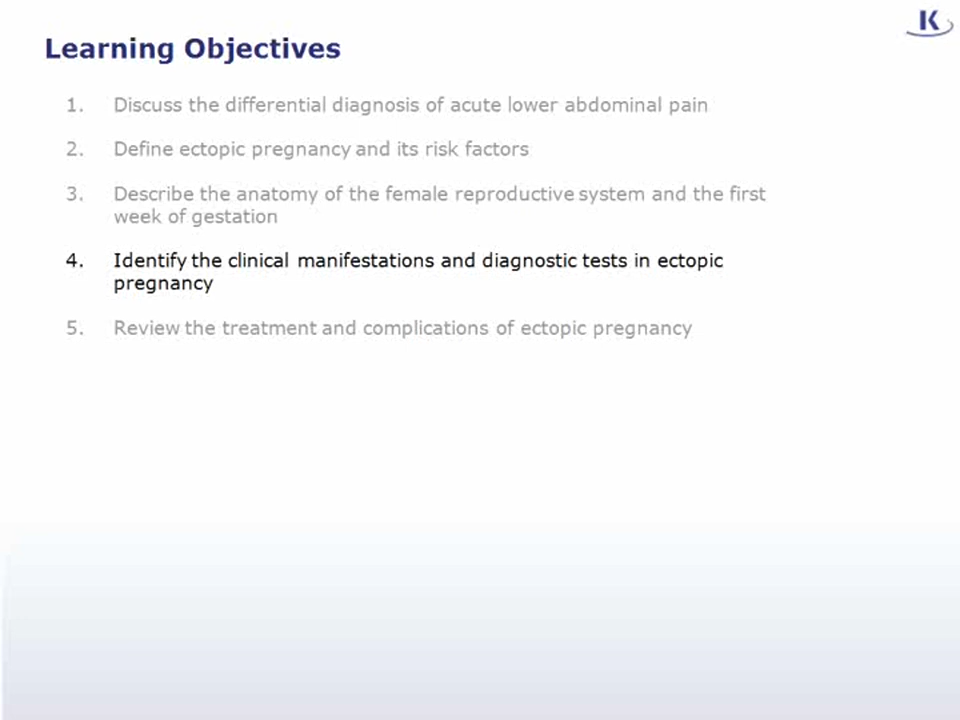 K
Learning Objectives
1. Discuss the differential diagnosis of acute lower abdominal pain
2. Define ectopic pregnancy and its risk factors
3. Describe the anatomy of the female reproductive system and the first
week of gestation
4. Identify the clinical manifestations and diagnostic tests in ectopic
pregnancy
5. Review the treatment and complications of ectopic pregnancy